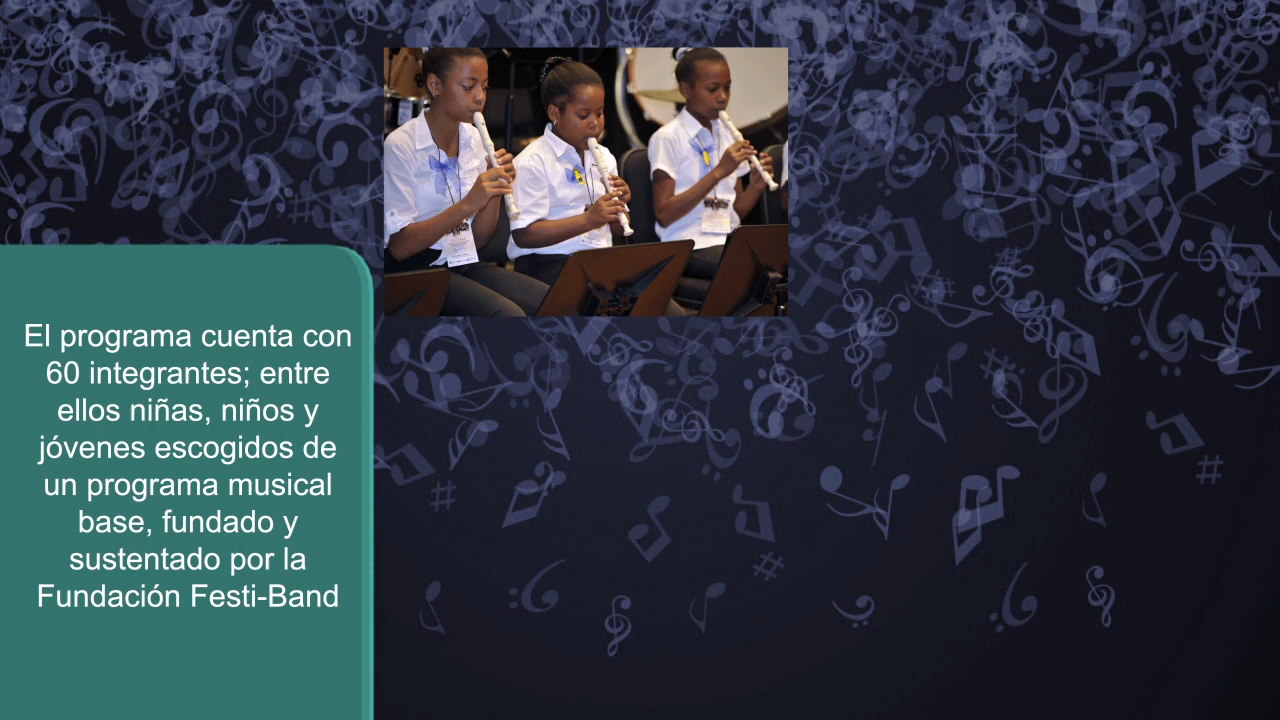 El programa cuenta con
60 integrantes; entre
ellos niñas, niños y
jóvenes escogidos de
un programa musical
base, fundado y
sustentado por la
Fundación Festi-Band